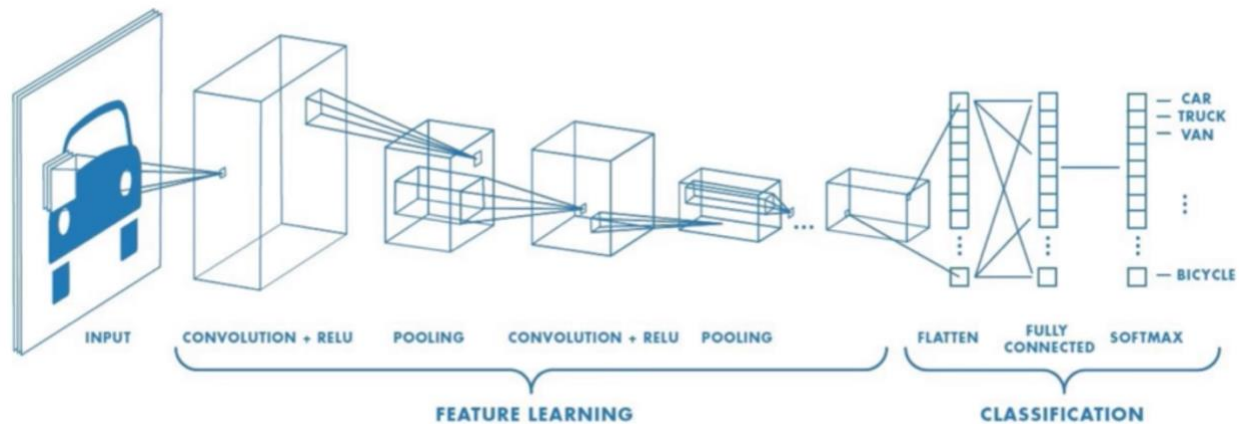 CAR
TRUCK
VAN
BICYCLE
INPUT
CONVOLUTION + RELU
POOLING
CONVOLUTION + RELU
POOLING
FLATTEN
FULLY
CONNECTED
SOFTMAX
FEATURE LEARNING
CLASSIFICATION